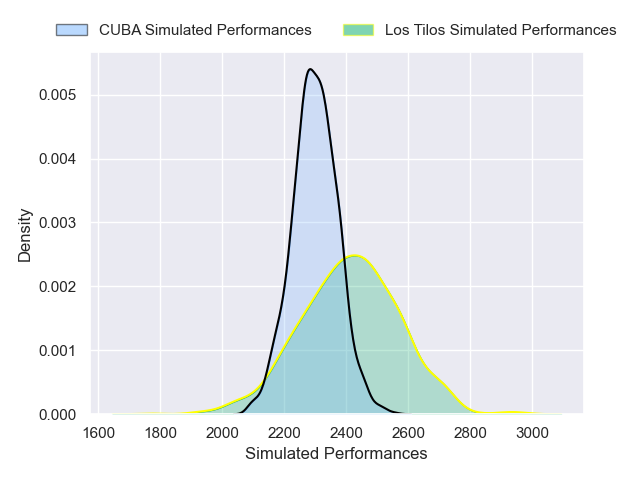 CUBA Simulated Performances Los Tilos Simulated Performances
0.005
0.004
0.003
0.002
0.001
0.000
Density
1600 1800 2000 2200 2400 2600 2800 3000
Simulated Performances